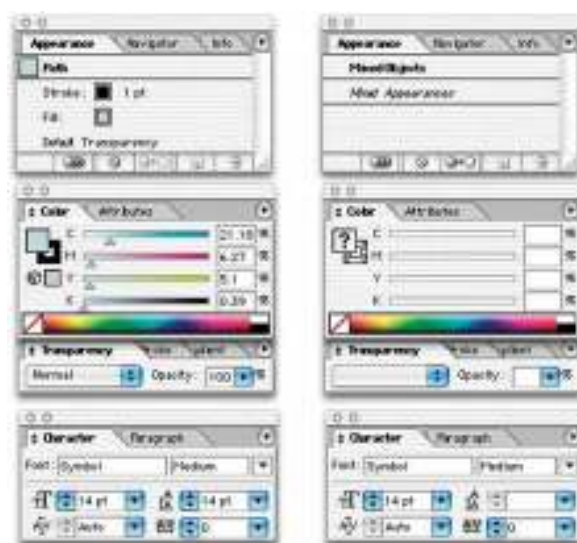 Appearance Navigator Info
Path
Stroke: 1 pt
Fill:
Default Transparency
Color Attributes
C 21.18 %
M 6.27 %
Y 5.1 %
K 0.39 %
Transparency
Normal Opacity: 100 %
Character Paragraph
Font: Symbol Medium
14 pt 14 pt
Auto 0
Appearance Navigator Info
Mixed Objects
Mixed Appearances
Color Attributes
? C %
M %
Y %
K %
Transparency
Opacity: %
Character Paragraph
Font: Symbol Medium
14 pt
Auto 0